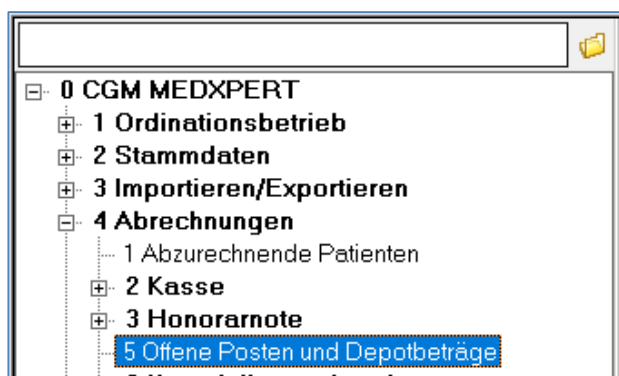 0 CGM MEDXPERT
1 Ordinationsbetrieb
2 Stammdaten
3 Importieren/Exportieren
4 Abrechnungen
1 Abzurechnende Patienten
2 Kasse
3 Honorarnote
5 Offene Posten und Depotbeträge